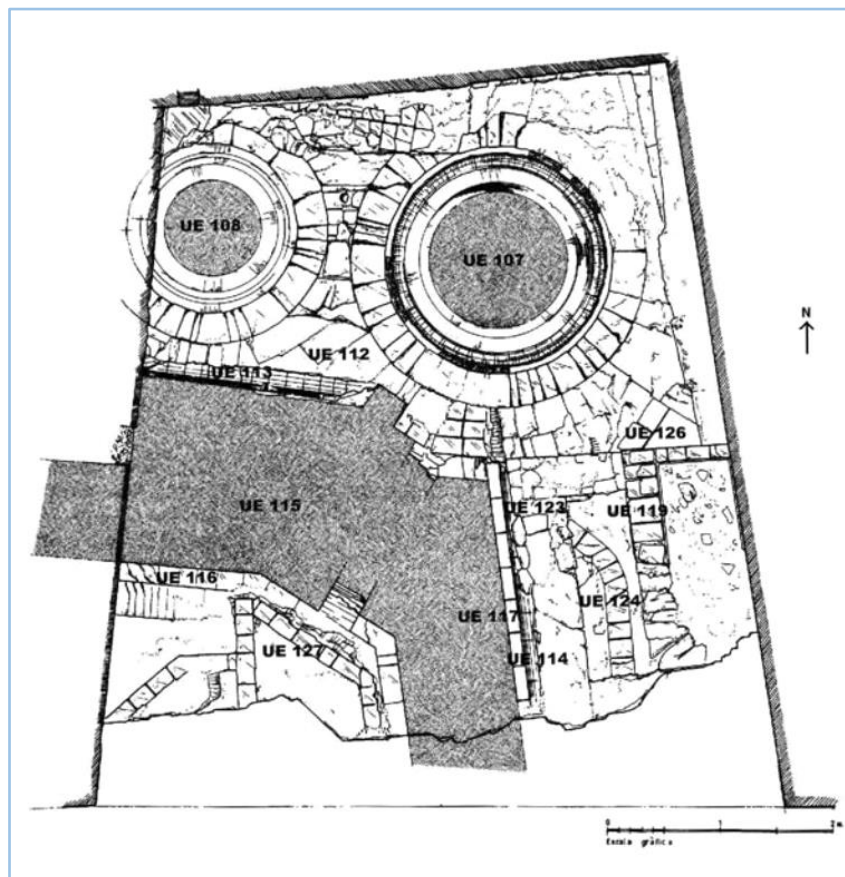 UE 108
UE 107
N
UE 112
UE 113
UE 126
UE 115
UE 123
UE 119
UE 116
UE 124
UE 117
UE 127
UE 114
0 1 2 m.
Escala gràfica